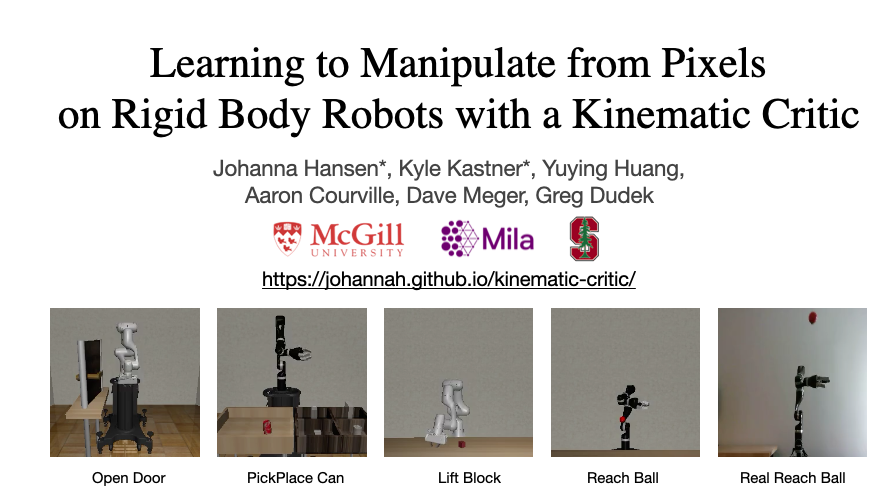 Learning to Manipulate from Pixels
on Rigid Body Robots with a Kinematic Critic
Johanna Hansen*, Kyle Kastner*, Yuying Huang,
Aaron Courville, Dave Meger, Greg Dudek
McGill
UNIVERSITY
Mila
S
https://johannah.github.io/kinematic-critic/
Open Door
PickPlace Can
Lift Block
Reach Ball
Real Reach Ball